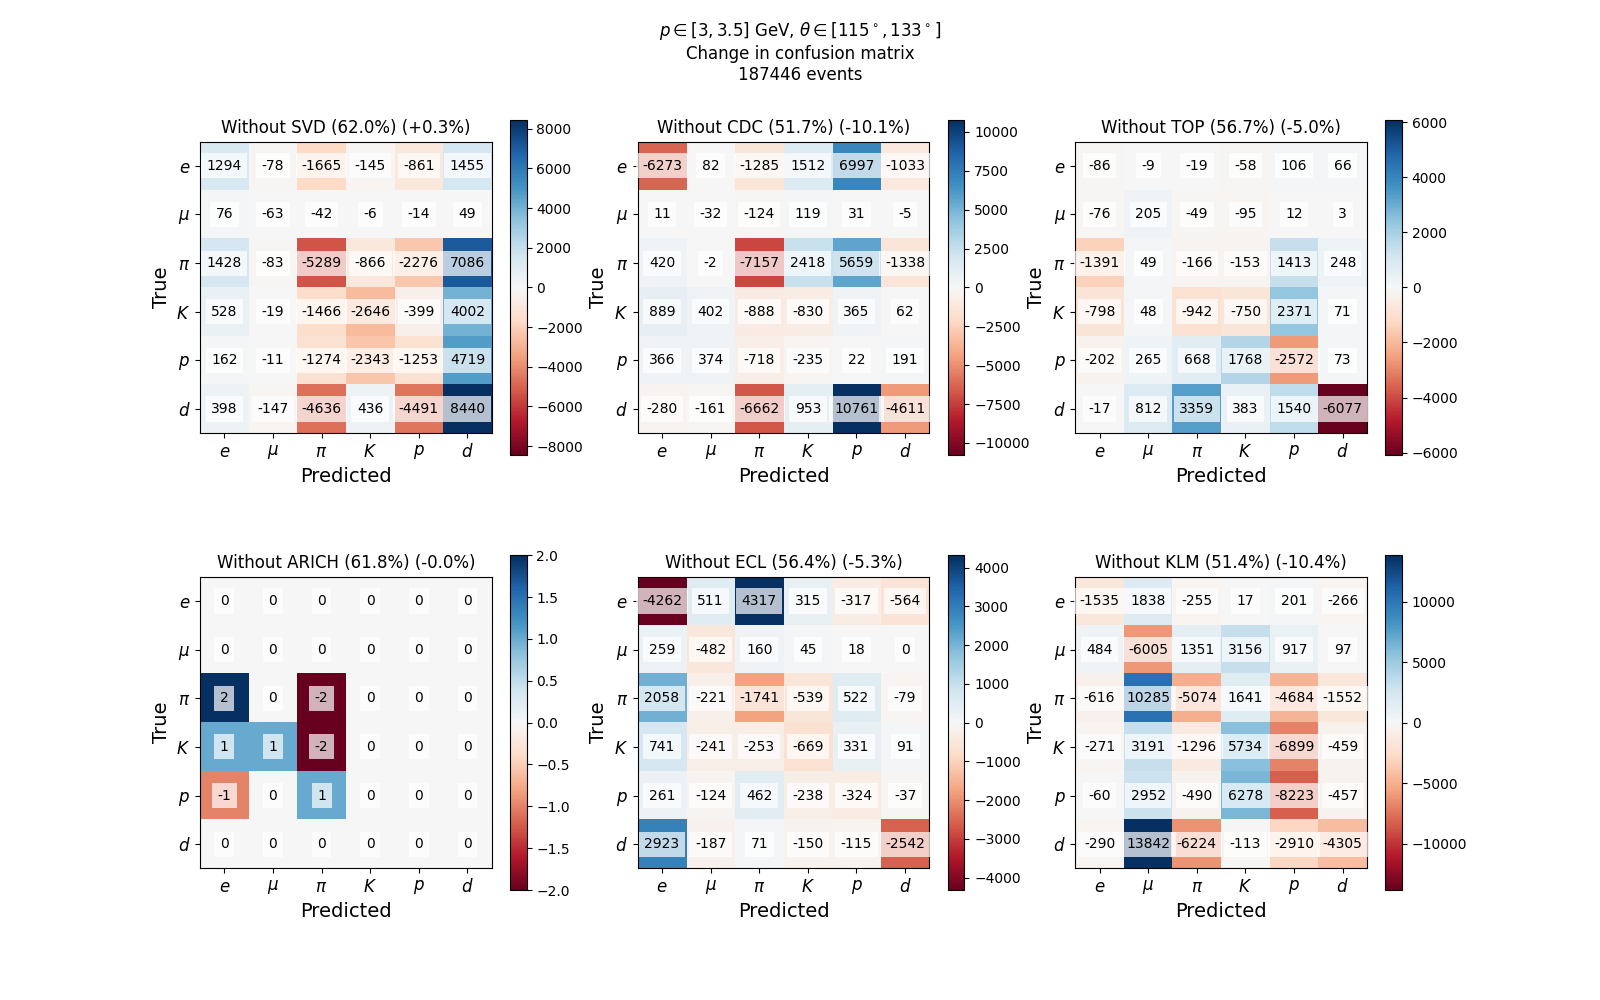 p ∈ [3, 3.5] GeV, θ ∈ [115°, 133°]
Change in confusion matrix
187446 events
Without SVD (62.0%) (+0.3%)
True
e 1294 -78 -1665 -145 -861 1455
μ 76 -63 -42 -6 -14 49
π 1428 -83 -5289 -866 -2276 7086
K 528 -19 -1466 -2646 -399 4002
p 162 -11 -1274 -2343 -1253 4719
d 398 -147 -4636 436 -4491 8440
e μ π K p d
Predicted
8000
6000
4000
2000
0
−2000
−4000
−6000
−8000
Without CDC (51.7%) (-10.1%)
True
e -6273 82 -1285 1512 6997 -1033
μ 11 -32 -124 119 31 -5
π 420 -2 -7157 2418 5659 -1338
K 889 402 -888 -830 365 62
p 366 374 -718 -235 22 191
d -280 -161 -6662 953 10761 -4611
e μ π K p d
Predicted
10000
7500
5000
2500
0
−2500
−5000
−7500
−10000
Without TOP (56.7%) (-5.0%)
True
e -86 -9 -19 -58 106 66
μ -76 205 -49 -95 12 3
π -1391 49 -166 -153 1413 248
K -798 48 -942 -750 2371 71
p -202 265 668 1768 -2572 73
d -17 812 3359 383 1540 -6077
e μ π K p d
Predicted
6000
4000
2000
0
−2000
−4000
−6000
Without ARICH (61.8%) (-0.0%)
True
e 0 0 0 0 0 0
μ 0 0 0 0 0 0
π 2 0 -2 0 0 0
K 1 1 -2 0 0 0
p -1 0 1 0 0 0
d 0 0 0 0 0 0
e μ π K p d
Predicted
2.0
1.5
1.0
0.5
0.0
−0.5
−1.0
−1.5
−2.0
Without ECL (56.4%) (-5.3%)
True
e -4262 511 4317 315 -317 -564
μ 259 -482 160 45 18 0
π 2058 -221 -1741 -539 522 -79
K 741 -241 -253 -669 331 91
p 261 -124 462 -238 -324 -37
d 2923 -187 71 -150 -115 -2542
e μ π K p d
Predicted
4000
3000
2000
1000
0
−1000
−2000
−3000
−4000
Without KLM (51.4%) (-10.4%)
True
e -1535 1838 -255 17 201 -266
μ 484 -6005 1351 3156 917 97
π -616 10285 -5074 1641 -4684 -1552
K -271 3191 -1296 5734 -6899 -459
p -60 2952 -490 6278 -8223 -457
d -290 13842 -6224 -113 -2910 -4305
e μ π K p d
Predicted
10000
5000
0
−5000
−10000